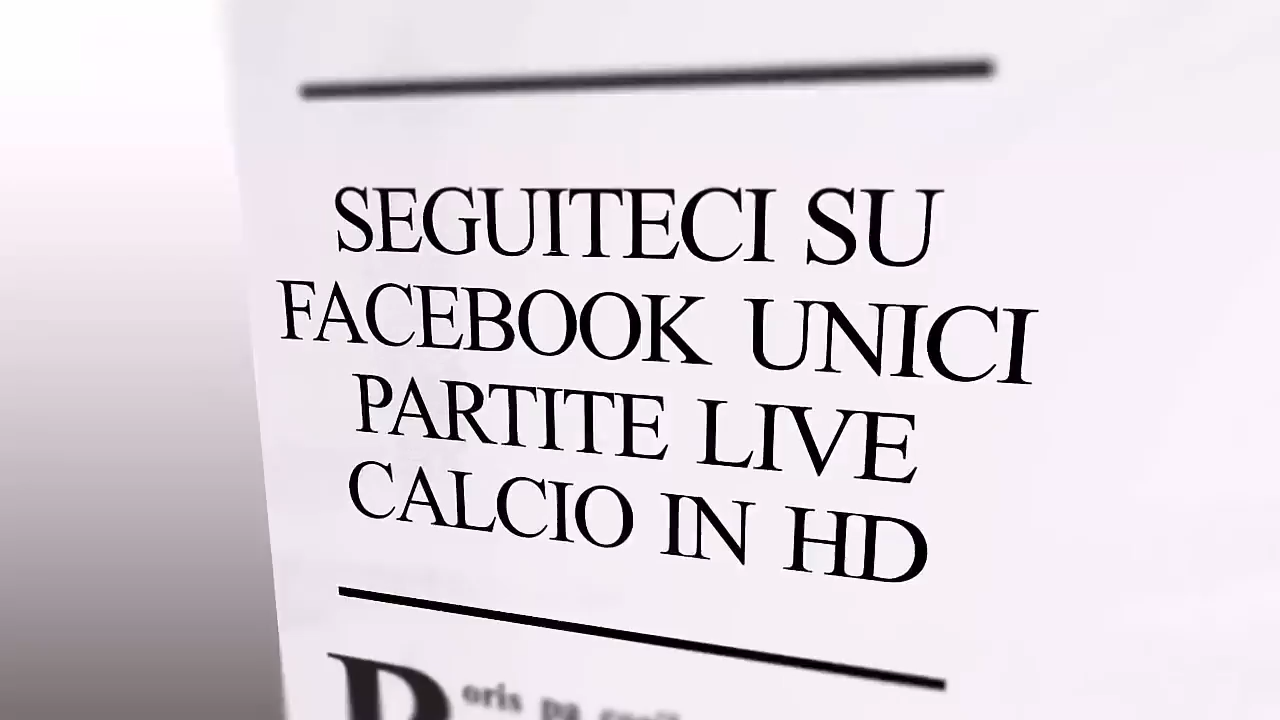 SEGUITECI SU
FACEBOOK UNICI
PARTITE LIVE
CALCIO IN HD